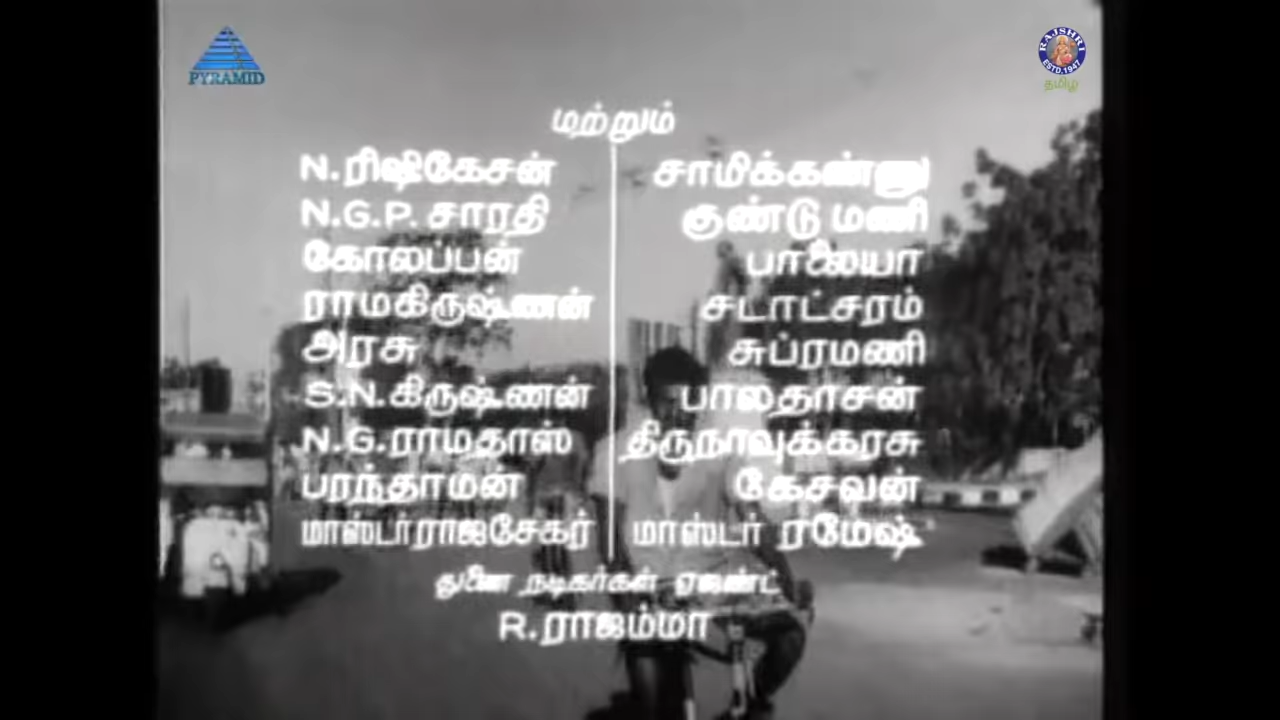 PYRAMID
RAJSHRI
ESTD.1947
தமிழ்
மற்றும்
N.ரிஷிகேசன்
N.G.P. சாரதி
கோலப்பன்
ராமகிருஷ்ணன்
அரசு
S.N.கிருஷ்ணன்
N.G.ராமதாஸ்
பரந்தாமன்
மாஸ்டர்ராஜசேகர்
சாமிக்கண்னு
குண்டு மணி
பாலையா
சடாட்சரம்
சுப்ரமணி
பாலதாசன்
திருநாவுக்கரசு
கேசவன்
மாஸ்டர் ரமேஷ்
துணை நடிகர்கள் ஏஜண்ட்
R.ராஜம்மா